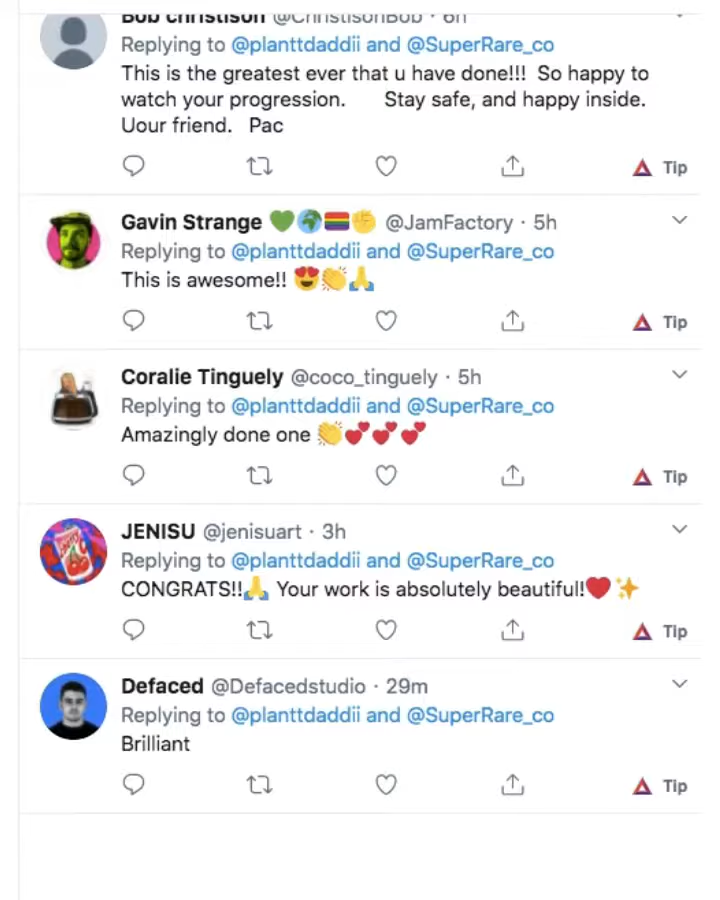 Bob christison @ChristisonBob · 6h
Replying to @planttdaddii and @SuperRare_co
This is the greatest ever that u have done!!! So happy to
watch your progression. Stay safe, and happy inside.
Uour friend. Pac
Tip
Gavin Strange 💚🌍🏳️‍🌈✊ @JamFactory · 5h
Replying to @planttdaddii and @SuperRare_co
This is awesome!! 😍👏🙏
Tip
Coralie Tinguely @coco_tinguely · 5h
Replying to @planttdaddii and @SuperRare_co
Amazingly done one 👏💕💕💕
Tip
JENISU @jenisuart · 3h
Replying to @planttdaddii and @SuperRare_co
CONGRATS!!🙏 Your work is absolutely beautiful!❤️✨
Tip
Defaced @Defacedstudio · 29m
Replying to @planttdaddii and @SuperRare_co
Brilliant
Tip